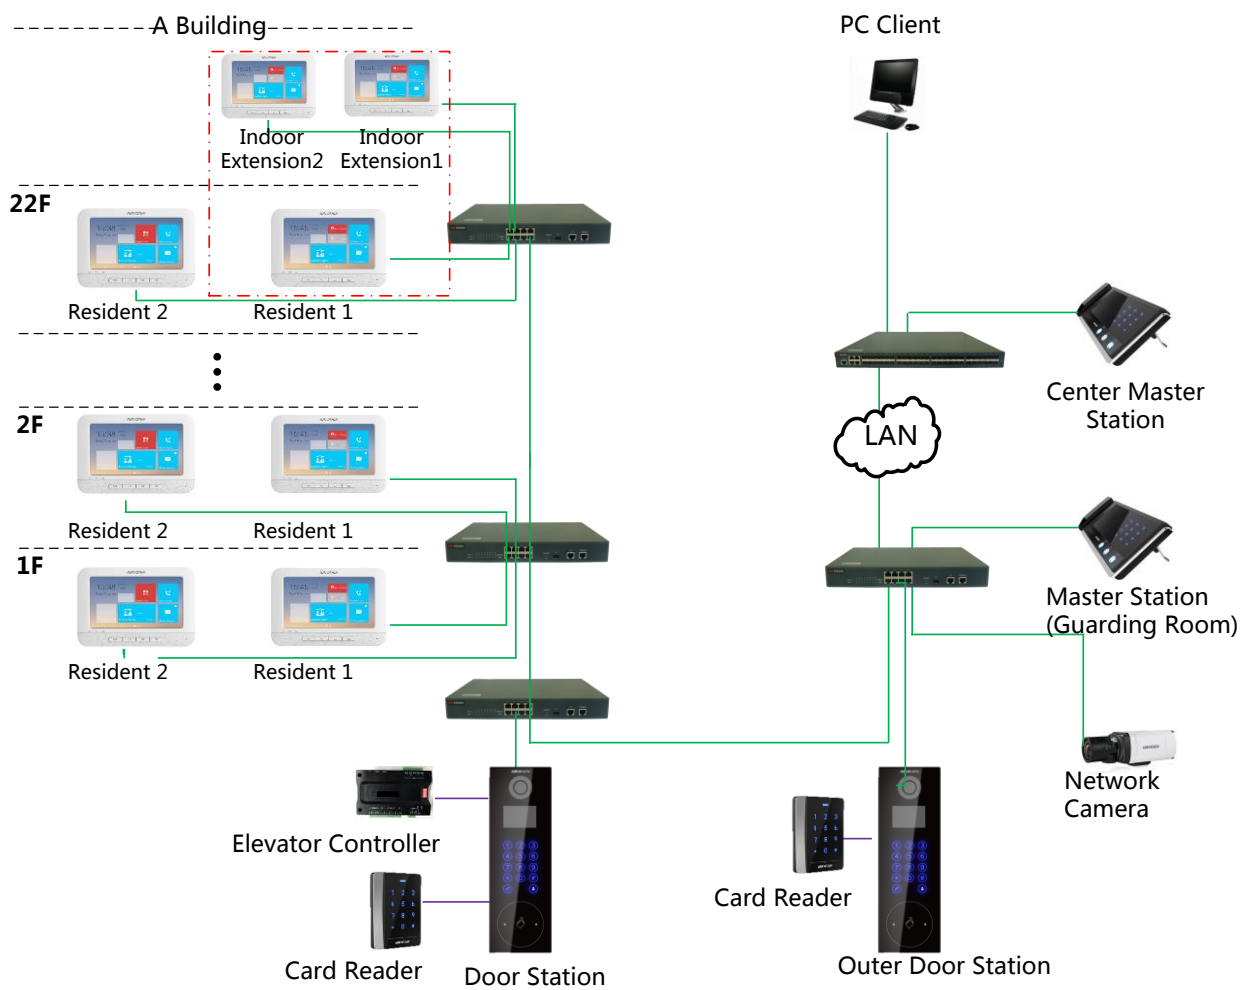 A Building
PC Client
Indoor
Extension2
Indoor
Extension1
22F
Resident 2
Resident 1
Center Master
Station
2F
LAN
Resident 2
Resident 1
1F
Master Station
(Guarding Room)
Resident 2
Resident 1
Network
Camera
Elevator Controller
Card Reader
Card Reader
Door Station
Outer Door Station